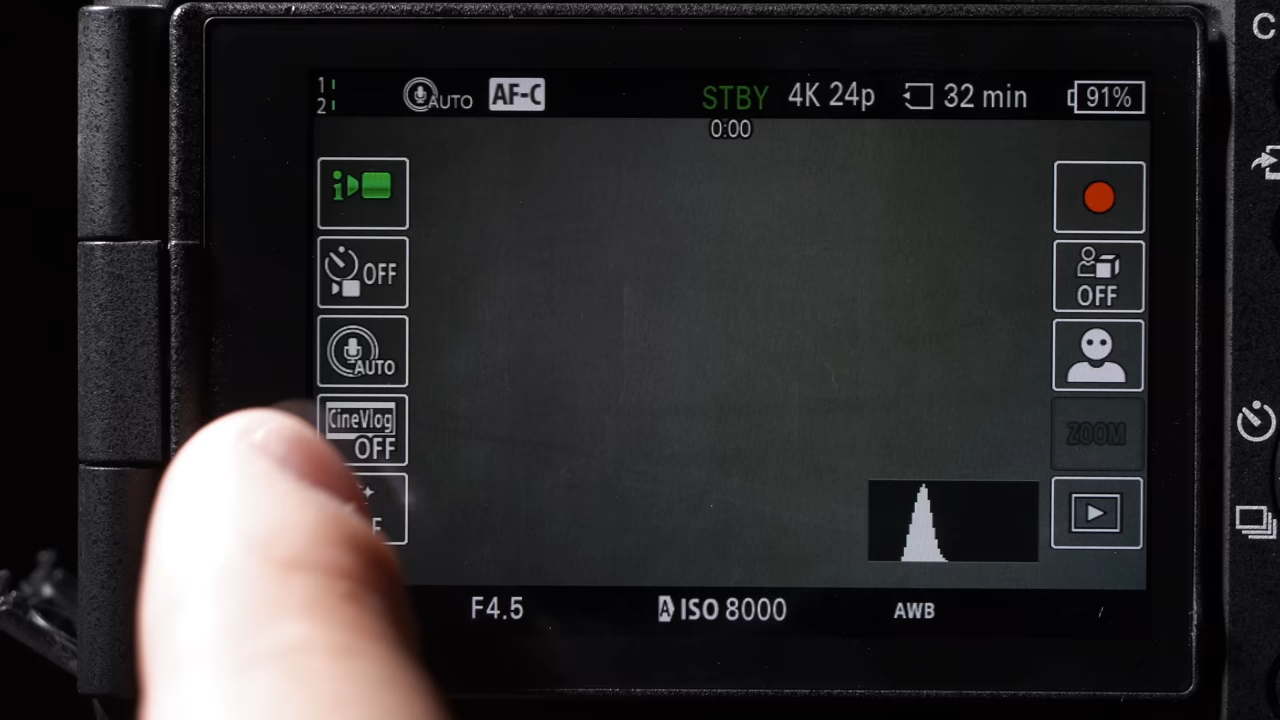 1
2
AUTO AF-C STBY 4K 24p 32 min 91%
0:00
OFF
AUTO
CineVlog
OFF
OFF
ZOOM
F4.5 A ISO 8000 AWB
C